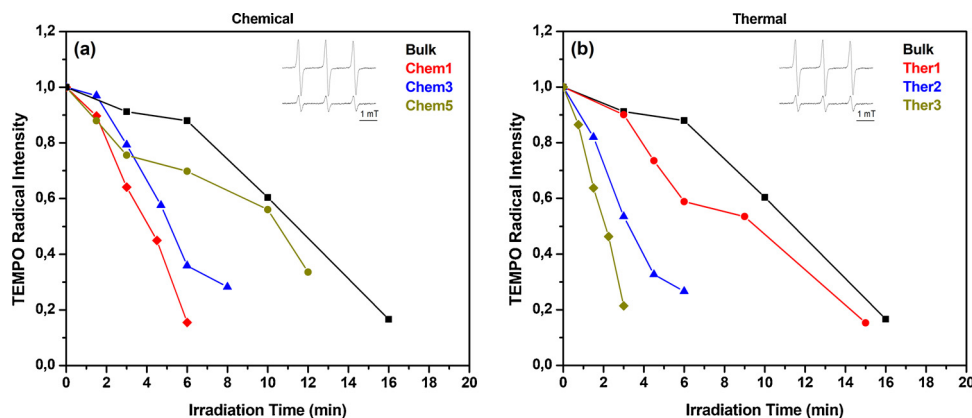 Chemical
(a)
Bulk
Chem1
Chem3
Chem5
1 mT
1,2
1,0
0,8
0,6
0,4
0,2
0,0
0 2 4 6 8 10 12 14 16 18 20
TEMPO Radical Intensity
Irradiation Time (min)
Thermal
(b)
Bulk
Ther1
Ther2
Ther3
1 mT
1,2
1,0
0,8
0,6
0,4
0,2
0,0
0 2 4 6 8 10 12 14 16 18 20
TEMPO Radical Intensity
Irradiation Time (min)